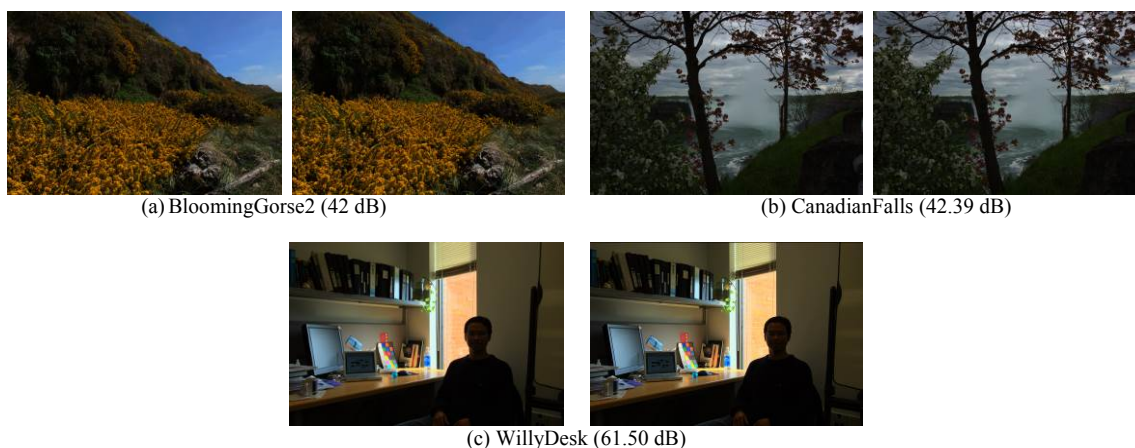 (a) BloomingGorse2 (42 dB)
(b) CanadianFalls (42.39 dB)
(c) WillyDesk (61.50 dB)